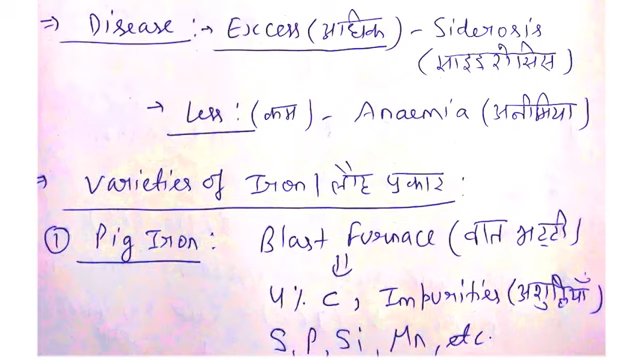 ⇒ Disease :→ Excess (अधिक) - Siderosis
(साइडरोसिस)
→ Less : (कम) - Anaemia (अनीमिया)
⇒ Varieties of Iron | लौह प्रकार :
① Pig Iron : Blast Furnace (वात भट्टी)
⇓
4% C, Impurities (अशुद्धियाँ)
S, P, Si, Mn, etc.